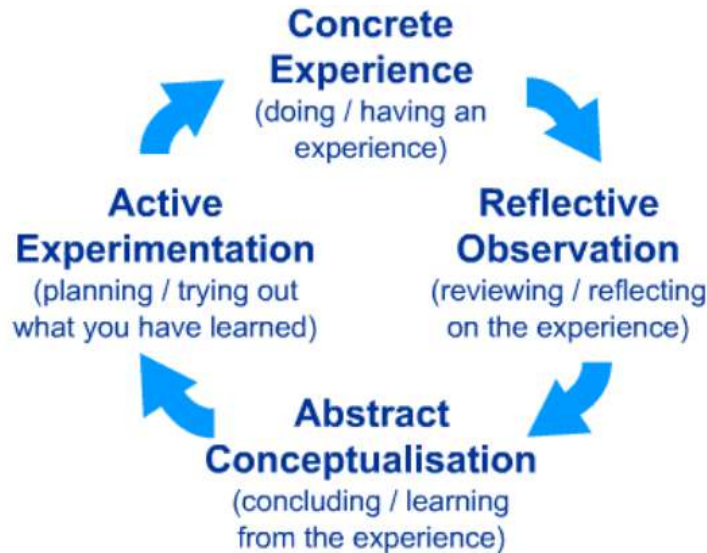 Concrete
Experience
(doing / having an
experience)
Reflective
Observation
(reviewing / reflecting
on the experience)
Abstract
Conceptualisation
(concluding / learning
from the experience)
Active
Experimentation
(planning / trying out
what you have learned)